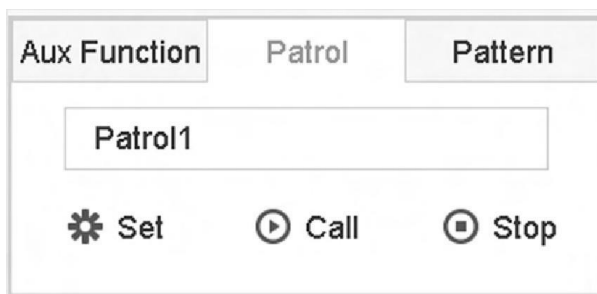 Aux Function Patrol Pattern
Patrol1
Set Call Stop